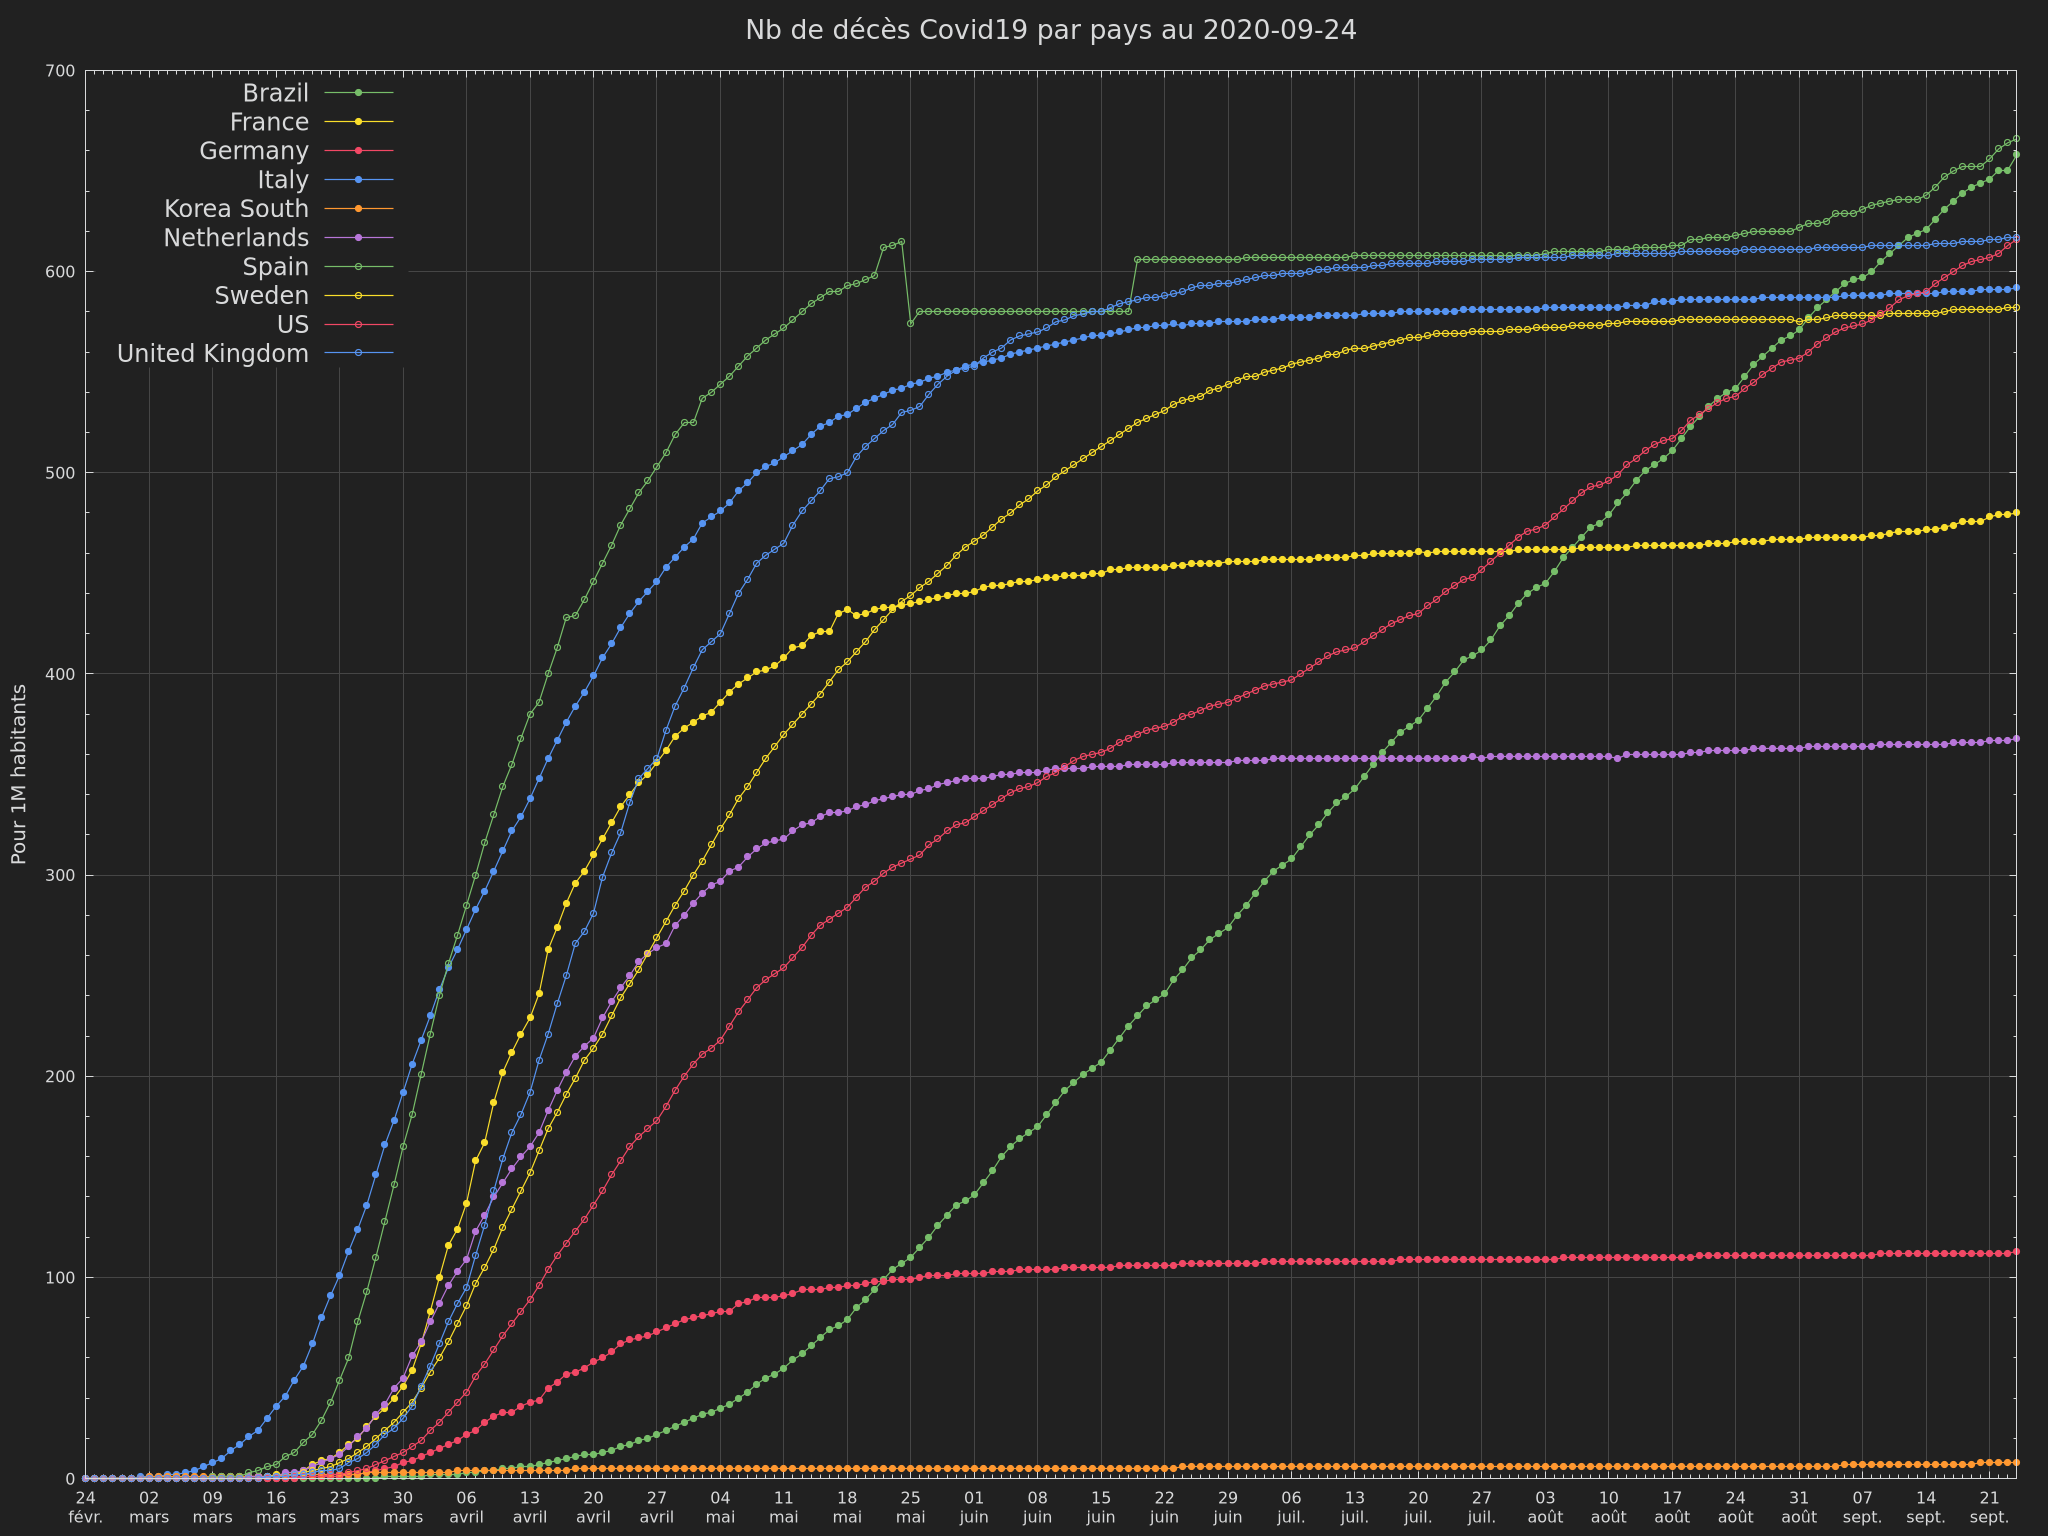 Nb de décès Covid19 par pays au 2020-09-24
700
600
500
400
300
200
100
0
Pour 1M habitants
Brazil
France
Germany
Italy
Korea South
Netherlands
Spain
Sweden
US
United Kingdom
24 02 09 16 23 30 06 13 20 27 04 11 18 25 01 08 15 22 29 06 13 20 27 03 10 17 24 31 07 14 21
févr. mars mars mars mars mars avril avril avril avril mai mai mai mai juin juin juin juin juin juil. juil. juil. juil. août août août août août sept. sept. sept.